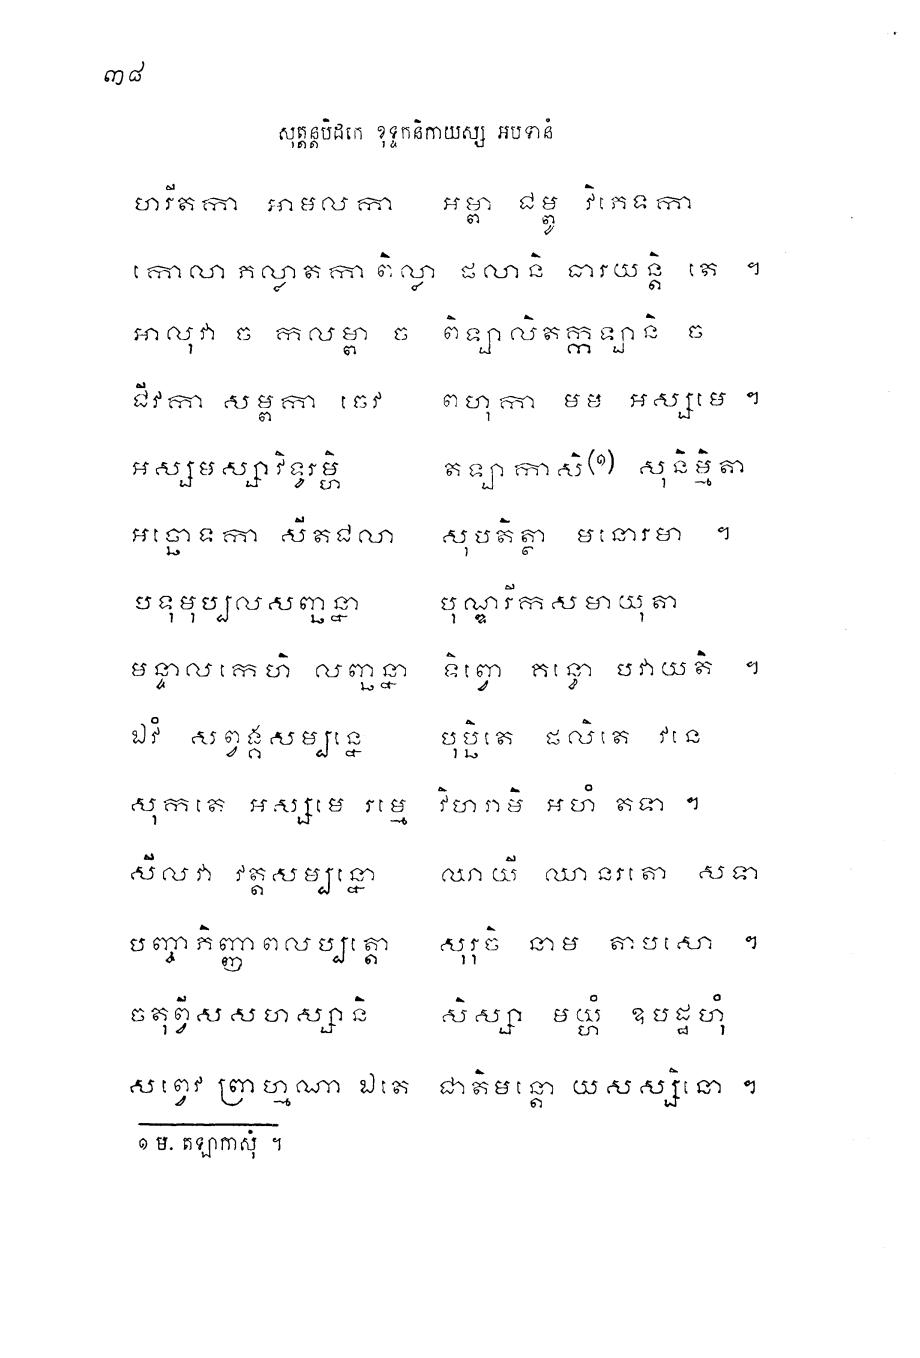 ៣៨
សុត្តន្តបិដកេ ខុទ្ទកនិកាយស្ស អបទានំ
ហរីតកា អាមលកា អម្ពា ជម្ពូ វិភេទកា
កោលា ភល្លាតកា ពិល្លា ផលានិ ធារយន្តិ តេ ។
អាលុវា ច កលម្ពា ច ពិឡាលិតក្កឡានិ ច
ជីវកា សម្ពកា ចេវ ពហុកា មម អស្សមេ ។
អស្សមស្សាវិទូរម្ហិ តឡាកាសិ(១) សុនិម្មិតា
អច្ឆោទកា សីតជលា សុបតិត្ថា មនោរមា ។
បទុមុប្បលសញ្ឆន្នា បុណ្ឌរីកសមាយុតា
មន្ទាលកេហិ លញ្ឆន្នា ទិព្វោ គន្ធោ បវាយតិ ។
ឯវំ សព្វង្គសម្បន្នេ បុប្ផិតេ ផលិតេ វនេ
សុកតេ អស្សមេ រម្មេ វិហរាមិ អហំ តទា ។
សីលវា វត្តសម្បន្នោ ឈាយី ឈានរតោ សទា
បញ្ចាភិញ្ញាពលប្បត្តោ សុរុចិ នាម តាបសោ ។
ចតុព្វីសសហស្សានិ សិស្សា មយ្ហំ ឧបដ្ឋហុំ
សព្វេវ ព្រាហ្មណា ឯតេ ជាតិមន្តោ យសស្សិនោ ។
១ ម. តឡាកាសុំ ។